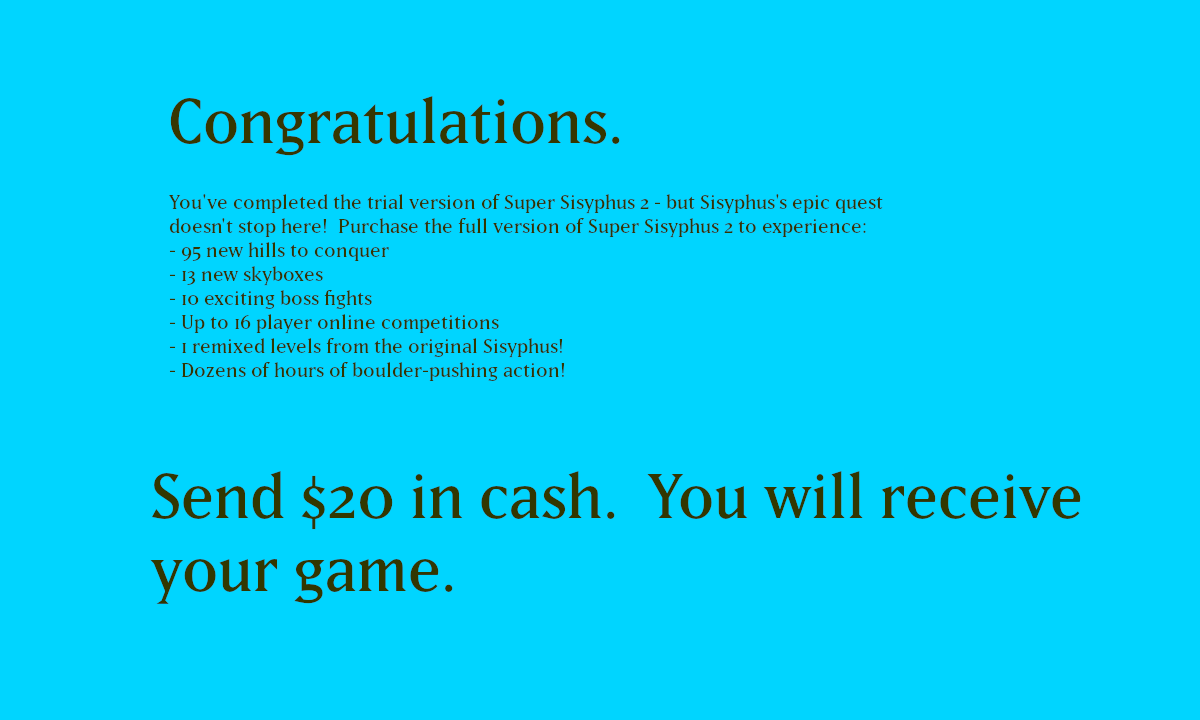 Congratulations.
You've completed the trial version of Super Sisyphus 2 - but Sisyphus's epic quest
doesn't stop here!  Purchase the full version of Super Sisyphus 2 to experience:
- 95 new hills to conquer
- 13 new skyboxes
- 10 exciting boss fights
- Up to 16 player online competitions
- 1 remixed levels from the original Sisyphus!
- Dozens of hours of boulder-pushing action!
Send $20 in cash.  You will receive
your game.